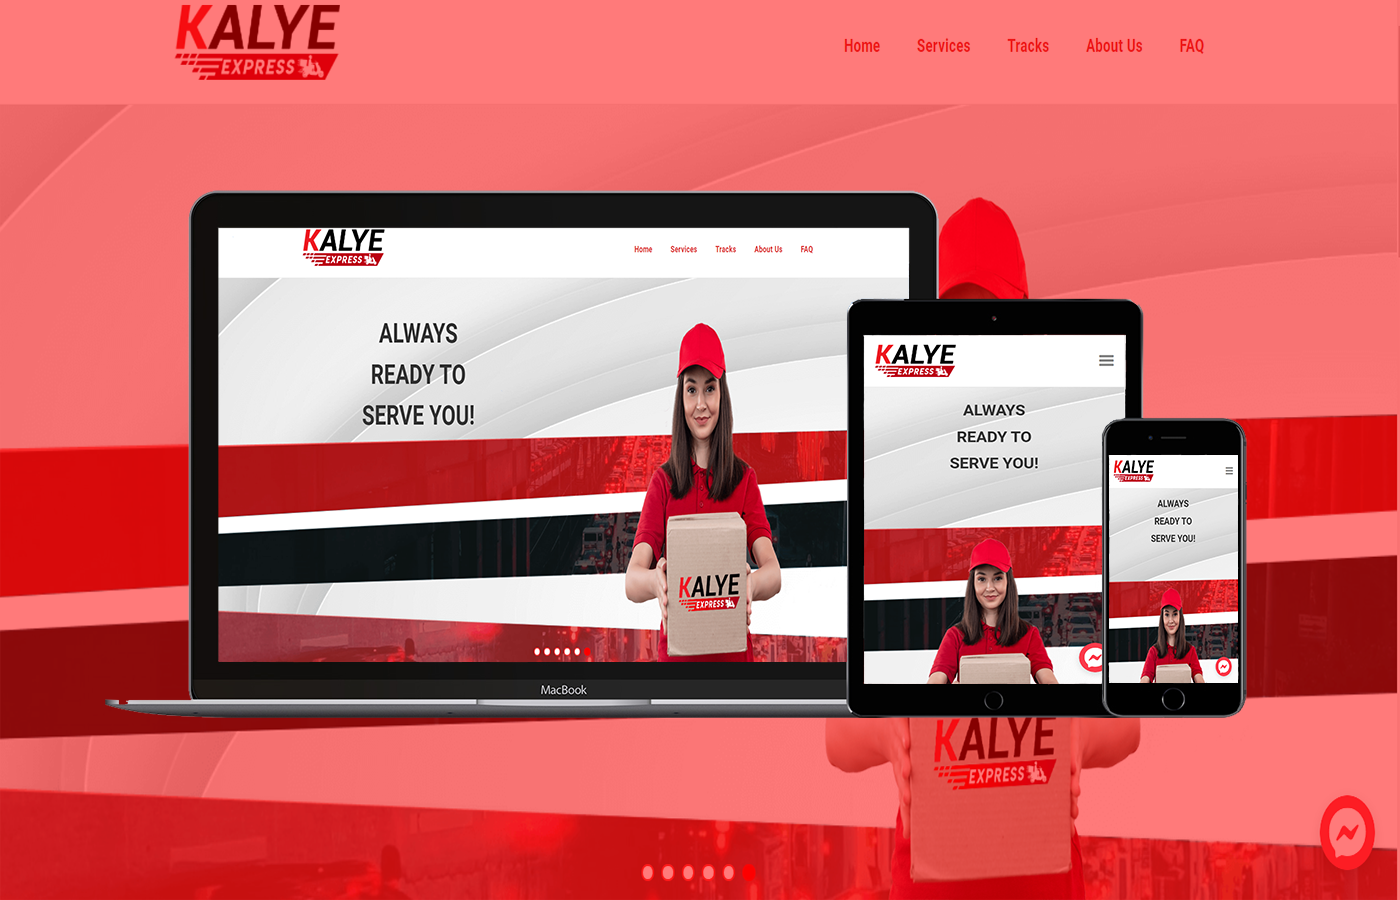 KALYE
EXPRESS
Home Services Tracks About Us FAQ
KALYE
EXPRESS
Home Services Tracks About Us FAQ
ALWAYS
READY TO
SERVE YOU!
KALYE
EXPRESS
MacBook
KALYE
EXPRESS
ALWAYS
READY TO
SERVE YOU!
KALYE
EXPRESS
ALWAYS
READY TO
SERVE YOU!
KALYE
EXPRESS